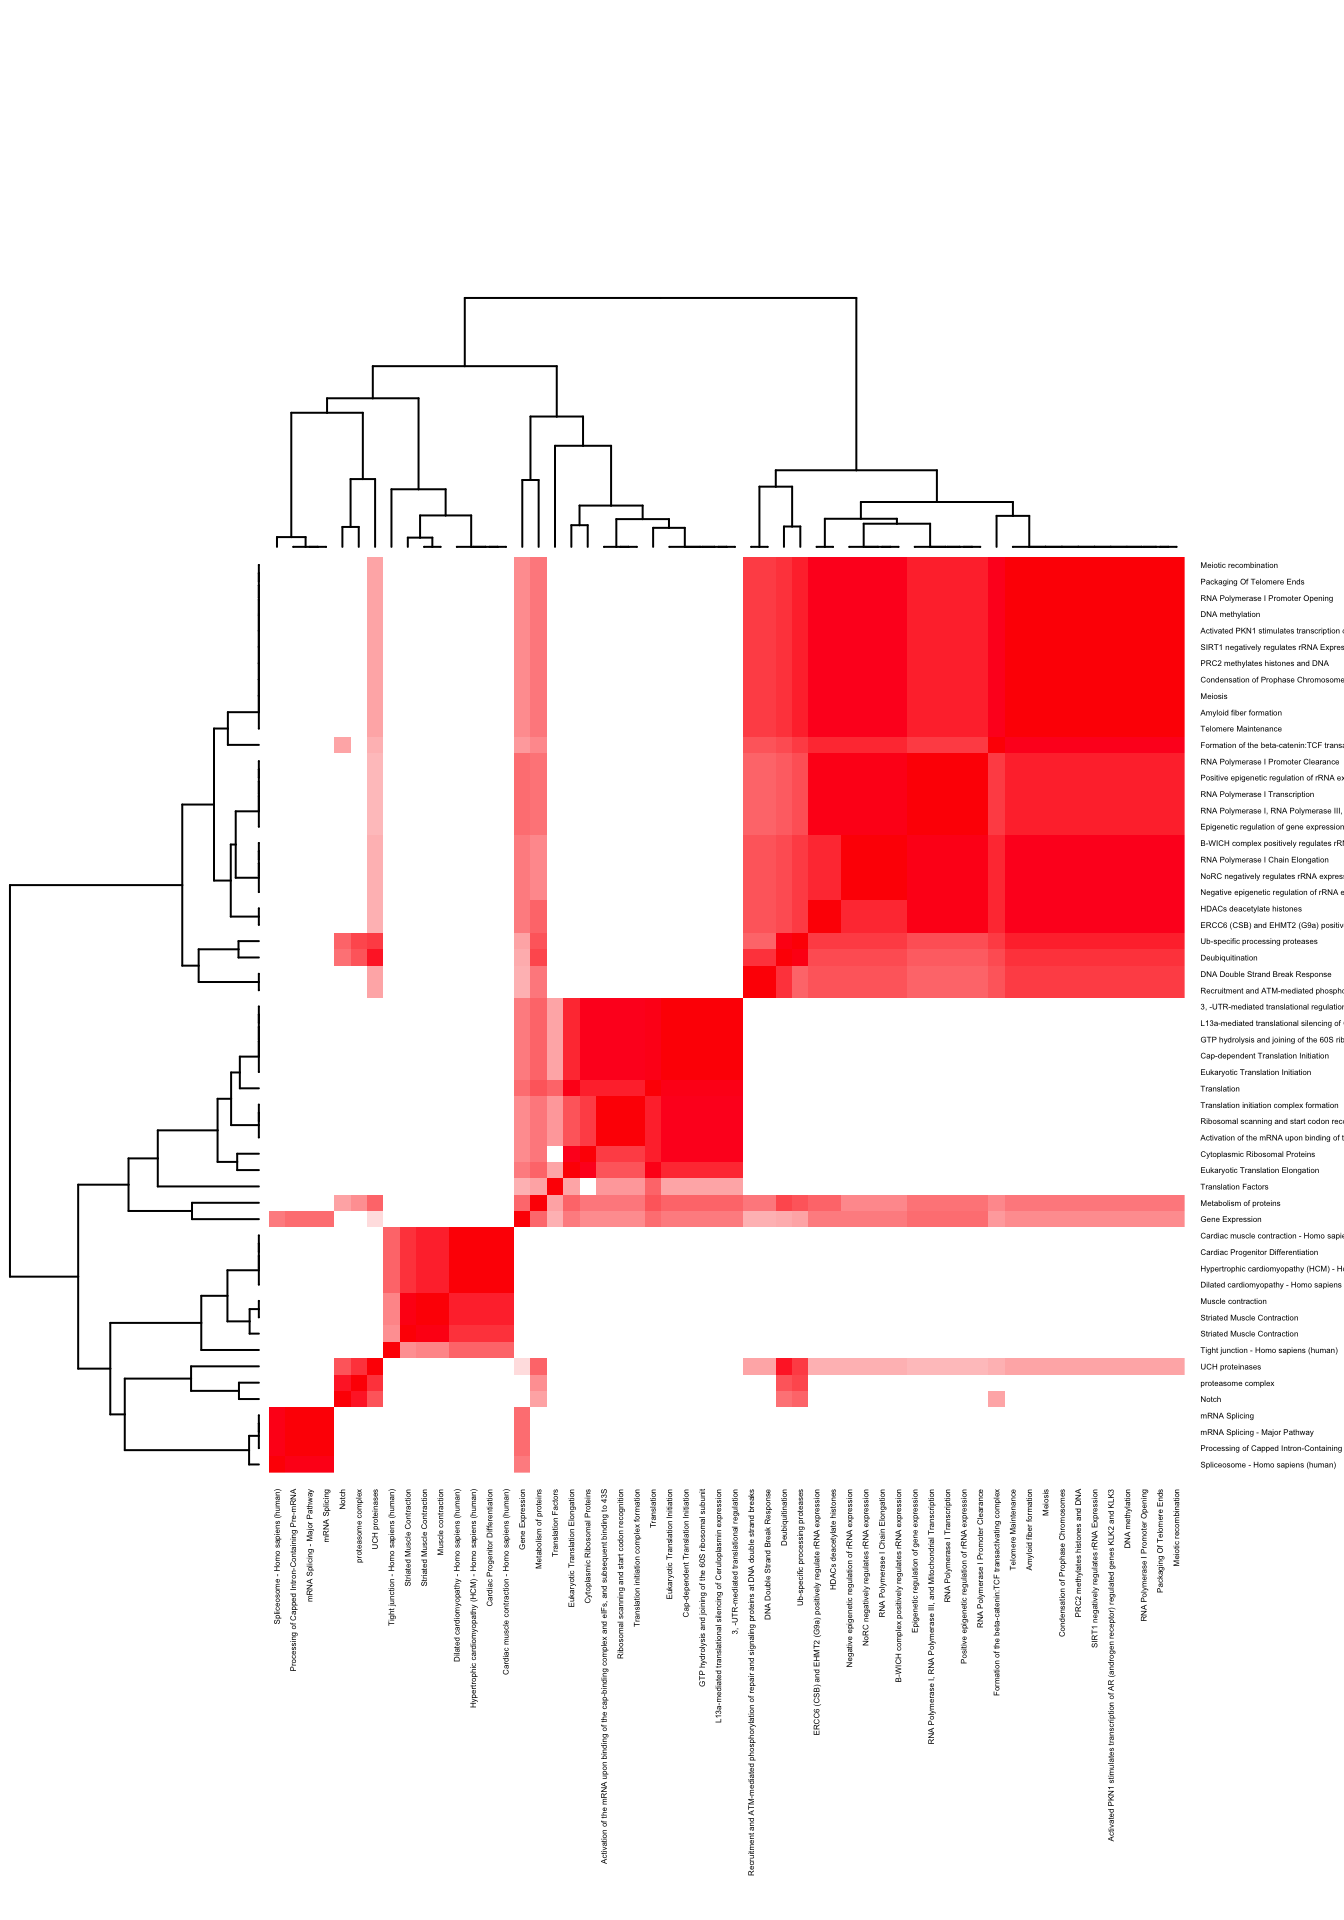 Meiotic recombination
Packaging Of Telomere Ends
RNA Polymerase I Promoter Opening
DNA methylation
Activated PKN1 stimulates transcription
SIRT1 negatively regulates rRNA Expres
PRC2 methylates histones and DNA
Condensation of Prophase Chromosome
Meiosis
Amyloid fiber formation
Telomere Maintenance
Formation of the beta-catenin:TCF transa
RNA Polymerase I Promoter Clearance
Positive epigenetic regulation of rRNA ex
RNA Polymerase I Transcription
RNA Polymerase I, RNA Polymerase III,
Epigenetic regulation of gene expression
B-WICH complex positively regulates rR
RNA Polymerase I Chain Elongation
NoRC negatively regulates rRNA expres
Negative epigenetic regulation of rRNA e
HDACs deacetylate histones
ERCC6 (CSB) and EHMT2 (G9a) positiv
Ub-specific processing proteases
Deubiquitination
DNA Double Strand Break Response
Recruitment and ATM-mediated phospho
3, -UTR-mediated translational regulation
L13a-mediated translational silencing of
GTP hydrolysis and joining of the 60S rib
Cap-dependent Translation Initiation
Eukaryotic Translation Initiation
Translation
Translation initiation complex formation
Ribosomal scanning and start codon reco
Activation of the mRNA upon binding of t
Cytoplasmic Ribosomal Proteins
Eukaryotic Translation Elongation
Translation Factors
Metabolism of proteins
Gene Expression
Cardiac muscle contraction - Homo sapie
Cardiac Progenitor Differentiation
Hypertrophic cardiomyopathy (HCM) - H
Dilated cardiomyopathy - Homo sapiens
Muscle contraction
Striated Muscle Contraction
Striated Muscle Contraction
Tight junction - Homo sapiens (human)
UCH proteinases
proteasome complex
Notch
mRNA Splicing
mRNA Splicing - Major Pathway
Processing of Capped Intron-Containing
Spliceosome - Homo sapiens (human)
Spliceosome - Homo sapiens (human)
Processing of Capped Intron-Containing Pre-mRNA
mRNA Splicing - Major Pathway
mRNA Splicing
Notch
proteasome complex
UCH proteinases
Tight junction - Homo sapiens (human)
Striated Muscle Contraction
Striated Muscle Contraction
Muscle contraction
Dilated cardiomyopathy - Homo sapiens (human)
Hypertrophic cardiomyopathy (HCM) - Homo sapiens (human)
Cardiac Progenitor Differentiation
Cardiac muscle contraction - Homo sapiens (human)
Gene Expression
Metabolism of proteins
Translation Factors
Eukaryotic Translation Elongation
Cytoplasmic Ribosomal Proteins
Activation of the mRNA upon binding of the cap-binding complex and eIFs, and subsequent binding to 43S
Ribosomal scanning and start codon recognition
Translation initiation complex formation
Translation
Eukaryotic Translation Initiation
Cap-dependent Translation Initiation
GTP hydrolysis and joining of the 60S ribosomal subunit
L13a-mediated translational silencing of Ceruloplasmin expression
3, -UTR-mediated translational regulation
Recruitment and ATM-mediated phosphorylation of repair and signaling proteins at DNA double strand breaks
DNA Double Strand Break Response
Deubiquitination
Ub-specific processing proteases
ERCC6 (CSB) and EHMT2 (G9a) positively regulate rRNA expression
HDACs deacetylate histones
Negative epigenetic regulation of rRNA expression
NoRC negatively regulates rRNA expression
RNA Polymerase I Chain Elongation
B-WICH complex positively regulates rRNA expression
Epigenetic regulation of gene expression
RNA Polymerase I, RNA Polymerase III, and Mitochondrial Transcription
RNA Polymerase I Transcription
Positive epigenetic regulation of rRNA expression
RNA Polymerase I Promoter Clearance
Formation of the beta-catenin:TCF transactivating complex
Telomere Maintenance
Amyloid fiber formation
Meiosis
Condensation of Prophase Chromosomes
PRC2 methylates histones and DNA
SIRT1 negatively regulates rRNA Expression
Activated PKN1 stimulates transcription of AR (androgen receptor) regulated genes KLK2 and KLK3
DNA methylation
RNA Polymerase I Promoter Opening
Packaging Of Telomere Ends
Meiotic recombination